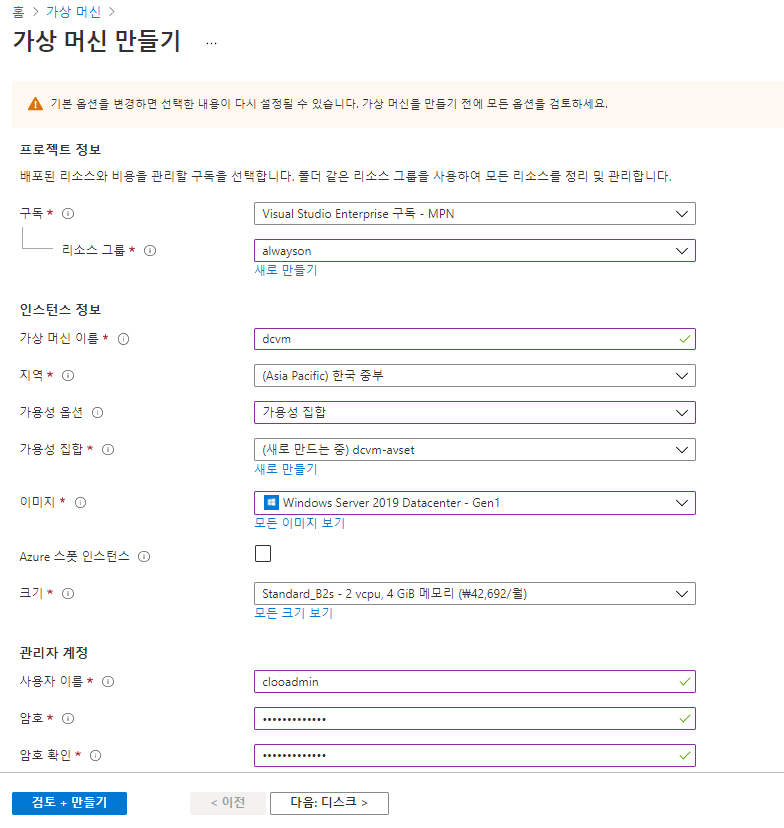 홈 > 가상 머신 >
가상 머신 만들기 ...
기본 옵션을 변경하면 선택한 내용이 다시 설정될 수 있습니다. 가상 머신을 만들기 전에 모든 옵션을 검토하세요.
프로젝트 정보
배포된 리소스와 비용을 관리할 구독을 선택합니다. 폴더 같은 리소스 그룹을 사용하여 모든 리소스를 정리 및 관리합니다.
구독 * Visual Studio Enterprise 구독 - MPN
리소스 그룹 * alwayson
새로 만들기
인스턴스 정보
가상 머신 이름 * dcvm
지역 * (Asia Pacific) 한국 중부
가용성 옵션 가용성 집합
가용성 집합 * (새로 만드는 중) dcvm-avset
새로 만들기
이미지 * Windows Server 2019 Datacenter - Gen1
모든 이미지 보기
Azure 스폿 인스턴스
크기 * Standard_B2s - 2 vcpu, 4 GiB 메모리 (₩42,692/월)
모든 크기 보기
관리자 계정
사용자 이름 * clooadmin
암호 * •••••••••••••
암호 확인 * •••••••••••••
검토 + 만들기 < 이전 다음: 디스크 >